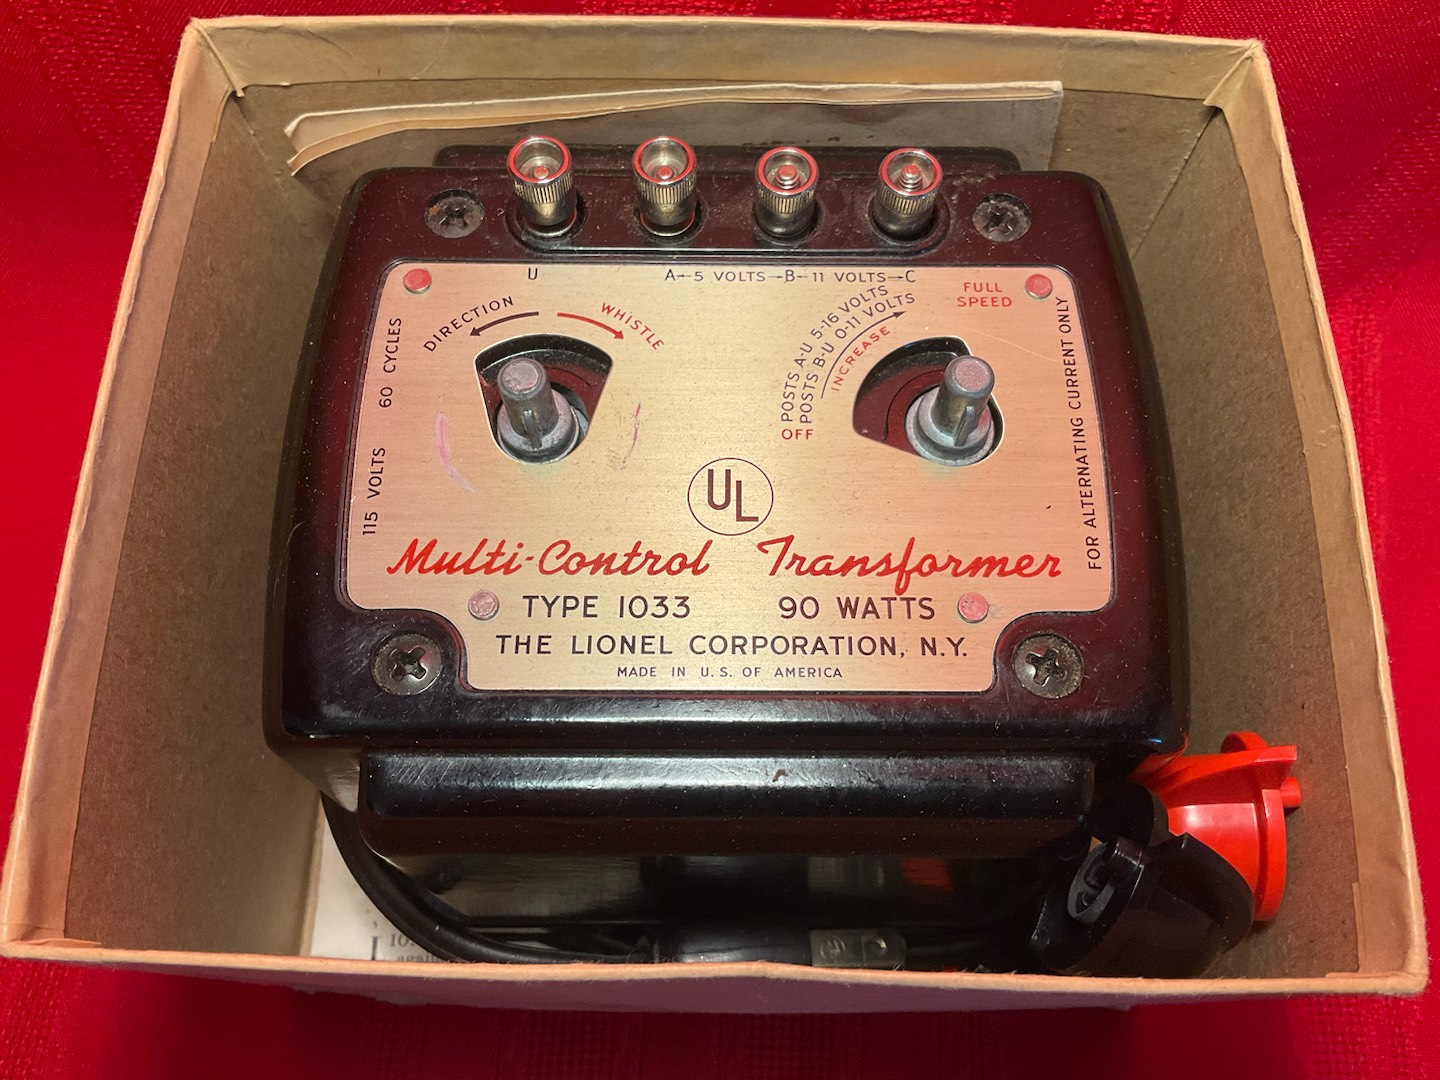 U
A-5 VOLTS-B-11 VOLTS-C
DIRECTION
WHISTLE
POSTS A-U 5-16 VOLTS
POSTS B-U 0-11 VOLTS
INCREASE
OFF
FULL
SPEED
115 VOLTS 60 CYCLES
FOR ALTERNATING CURRENT ONLY
UL
Multi-Control Transformer
TYPE 1033 90 WATTS
THE LIONEL CORPORATION, N.Y.
MADE IN U.S. OF AMERICA